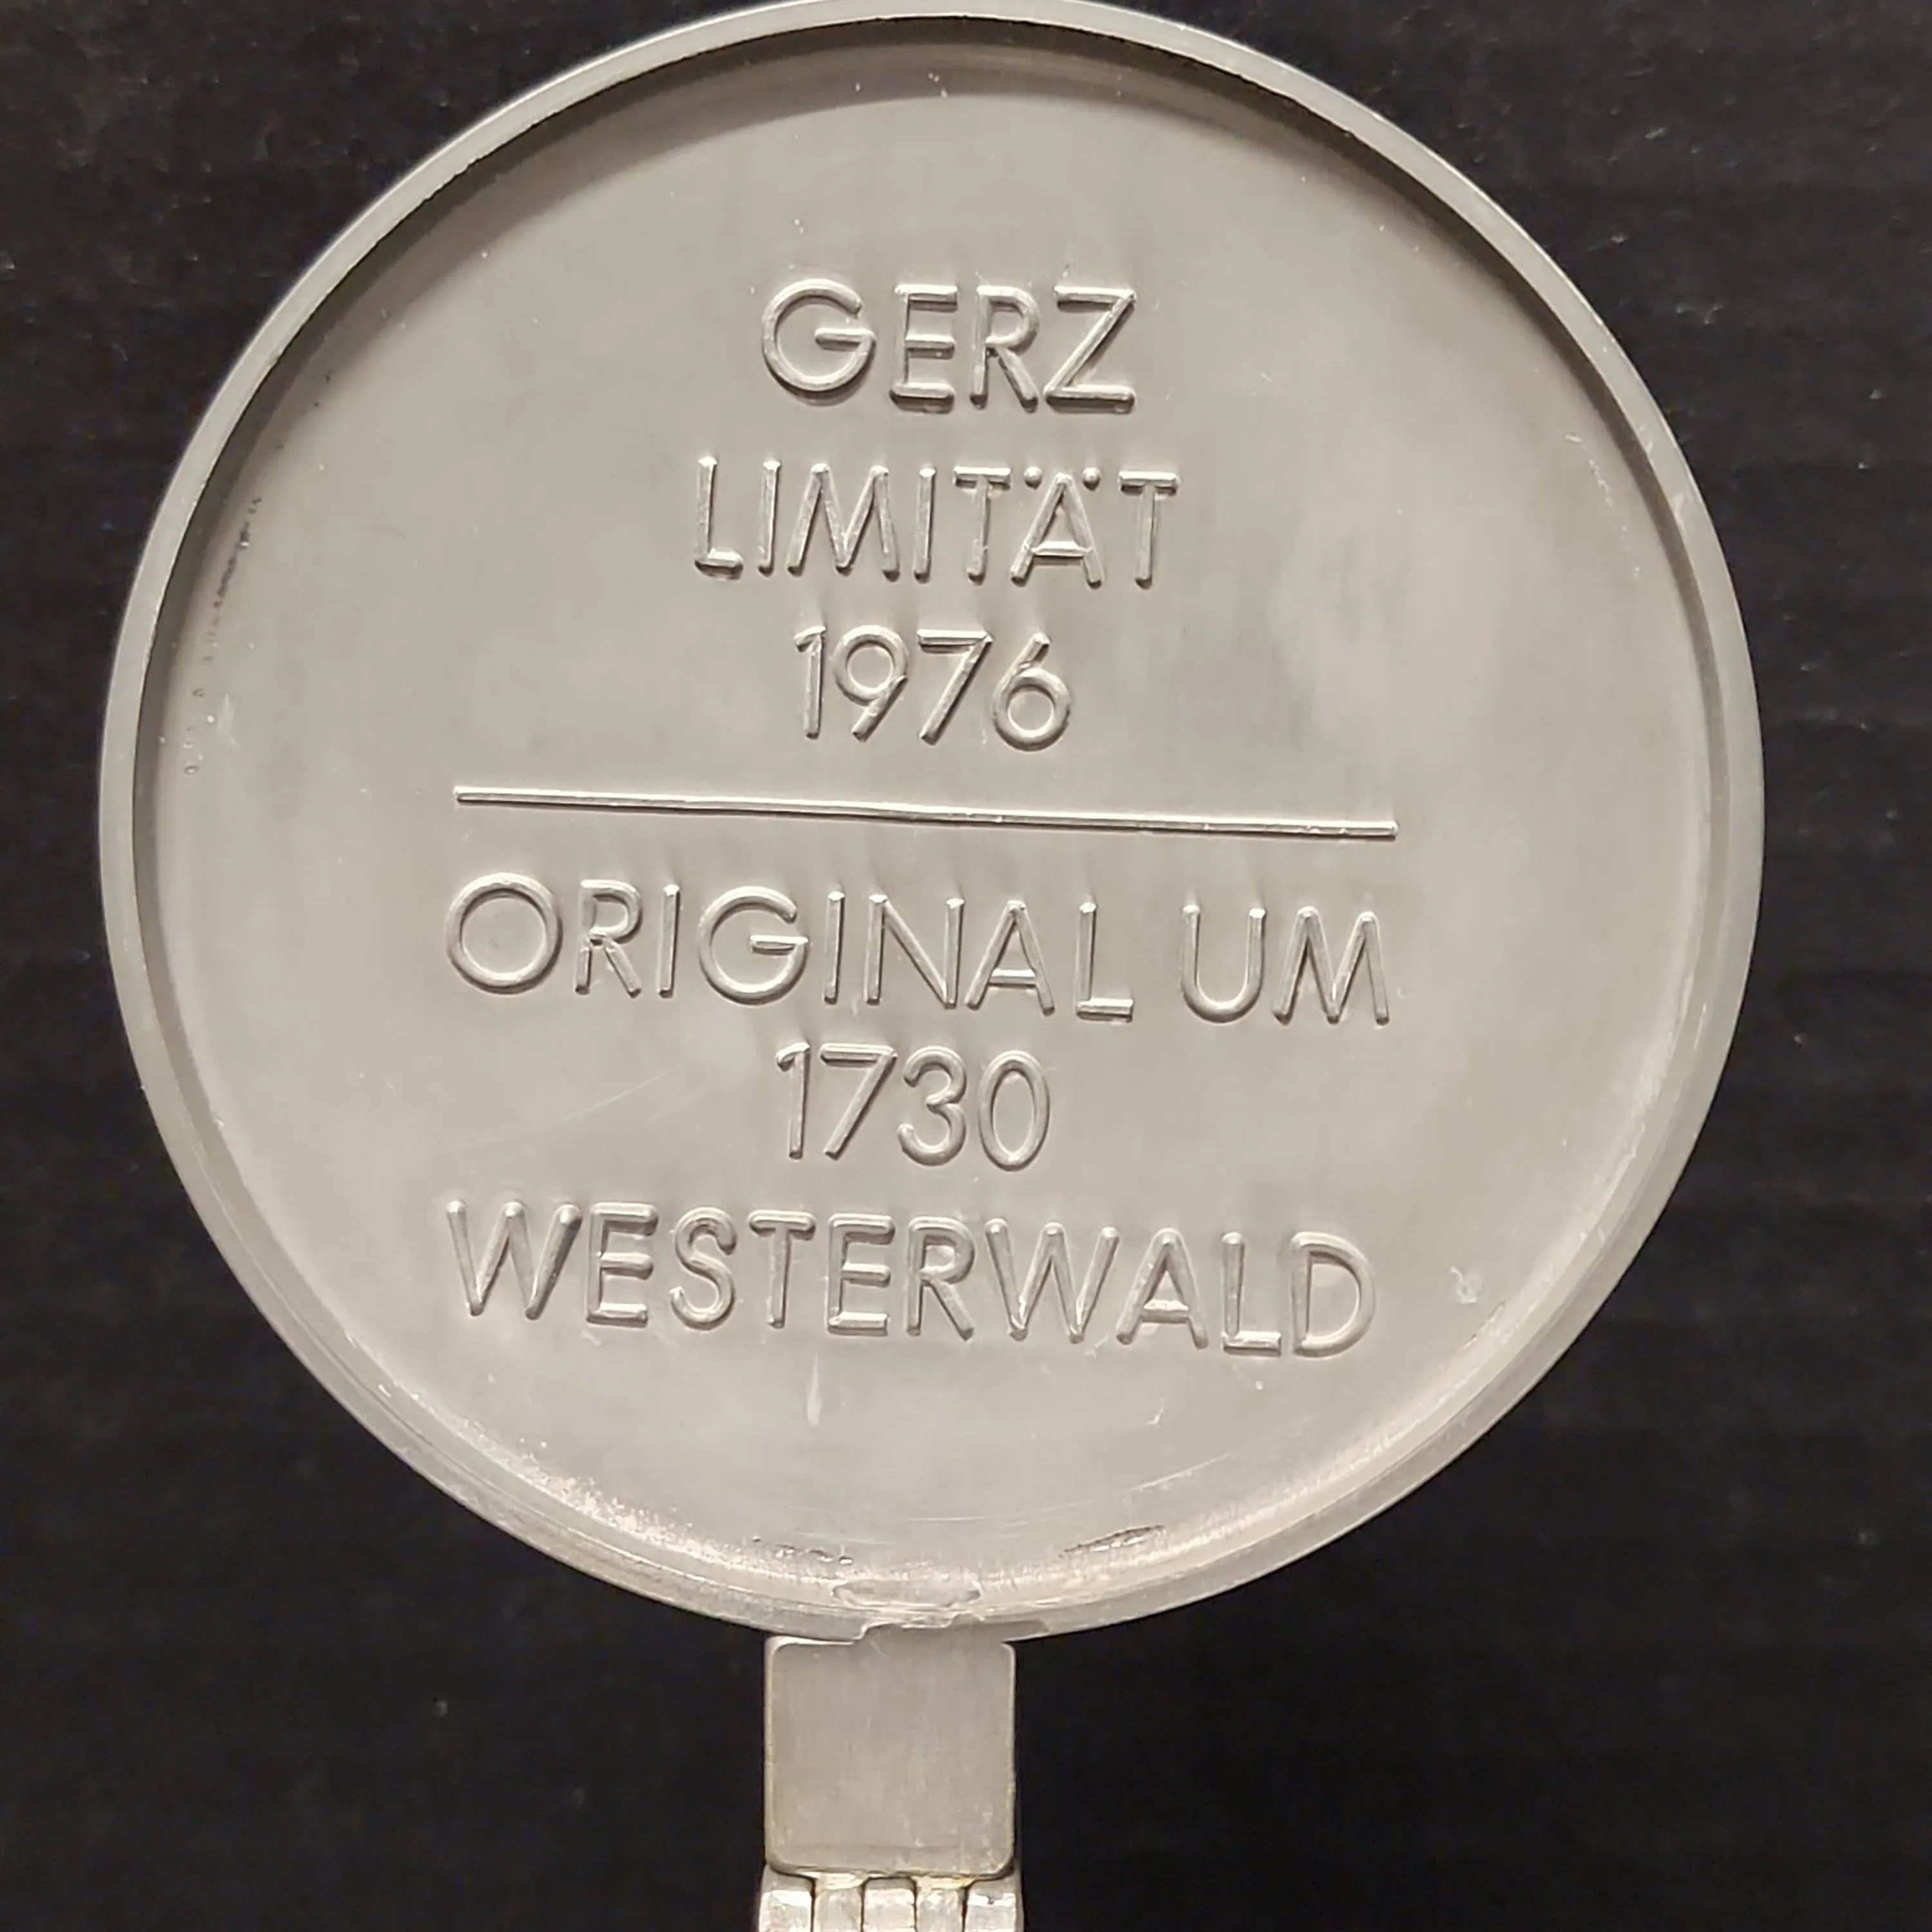 GERZ
LIMITÄT
1976
ORIGINAL UM
1730
WESTERWALD